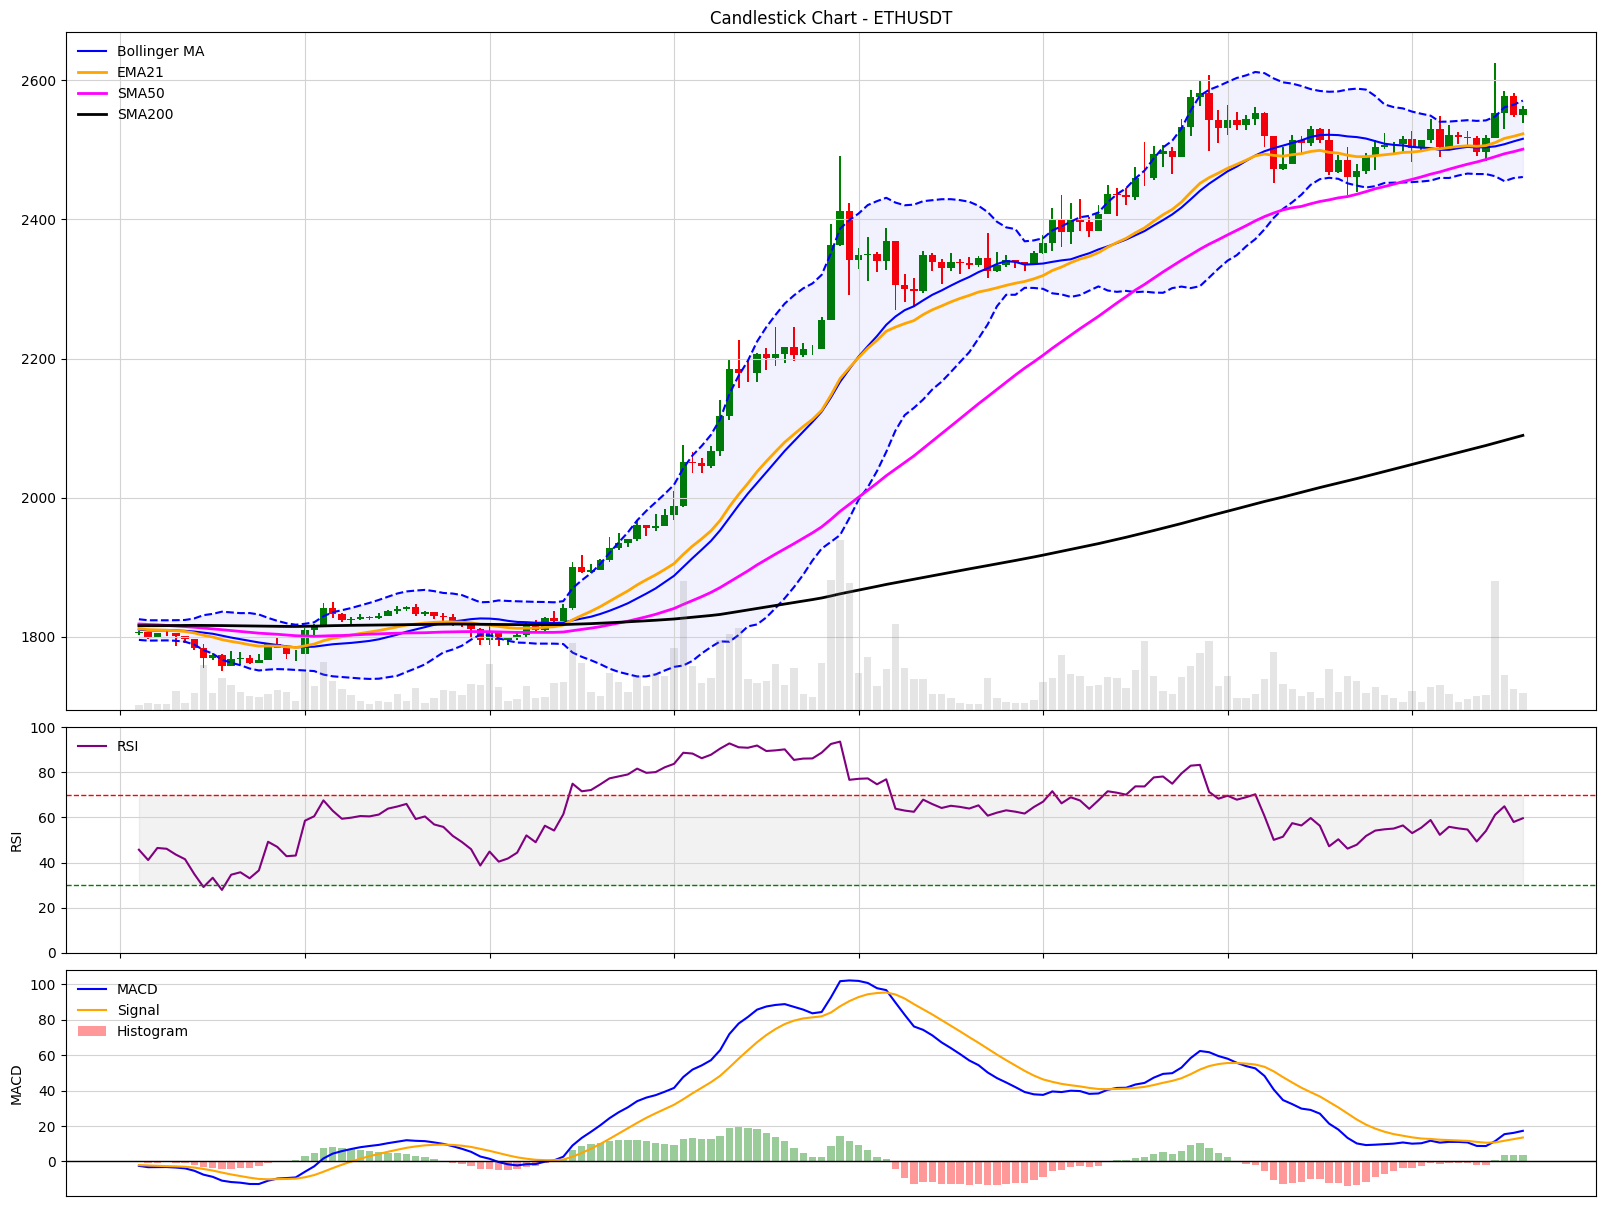 Candlestick Chart - ETHUSDT
Bollinger MA
EMA21
SMA50
SMA200
2600
2400
2200
2000
1800
RSI
100
80
60
40
20
0
RSI
MACD
Signal
Histogram
100
80
60
40
20
0
MACD